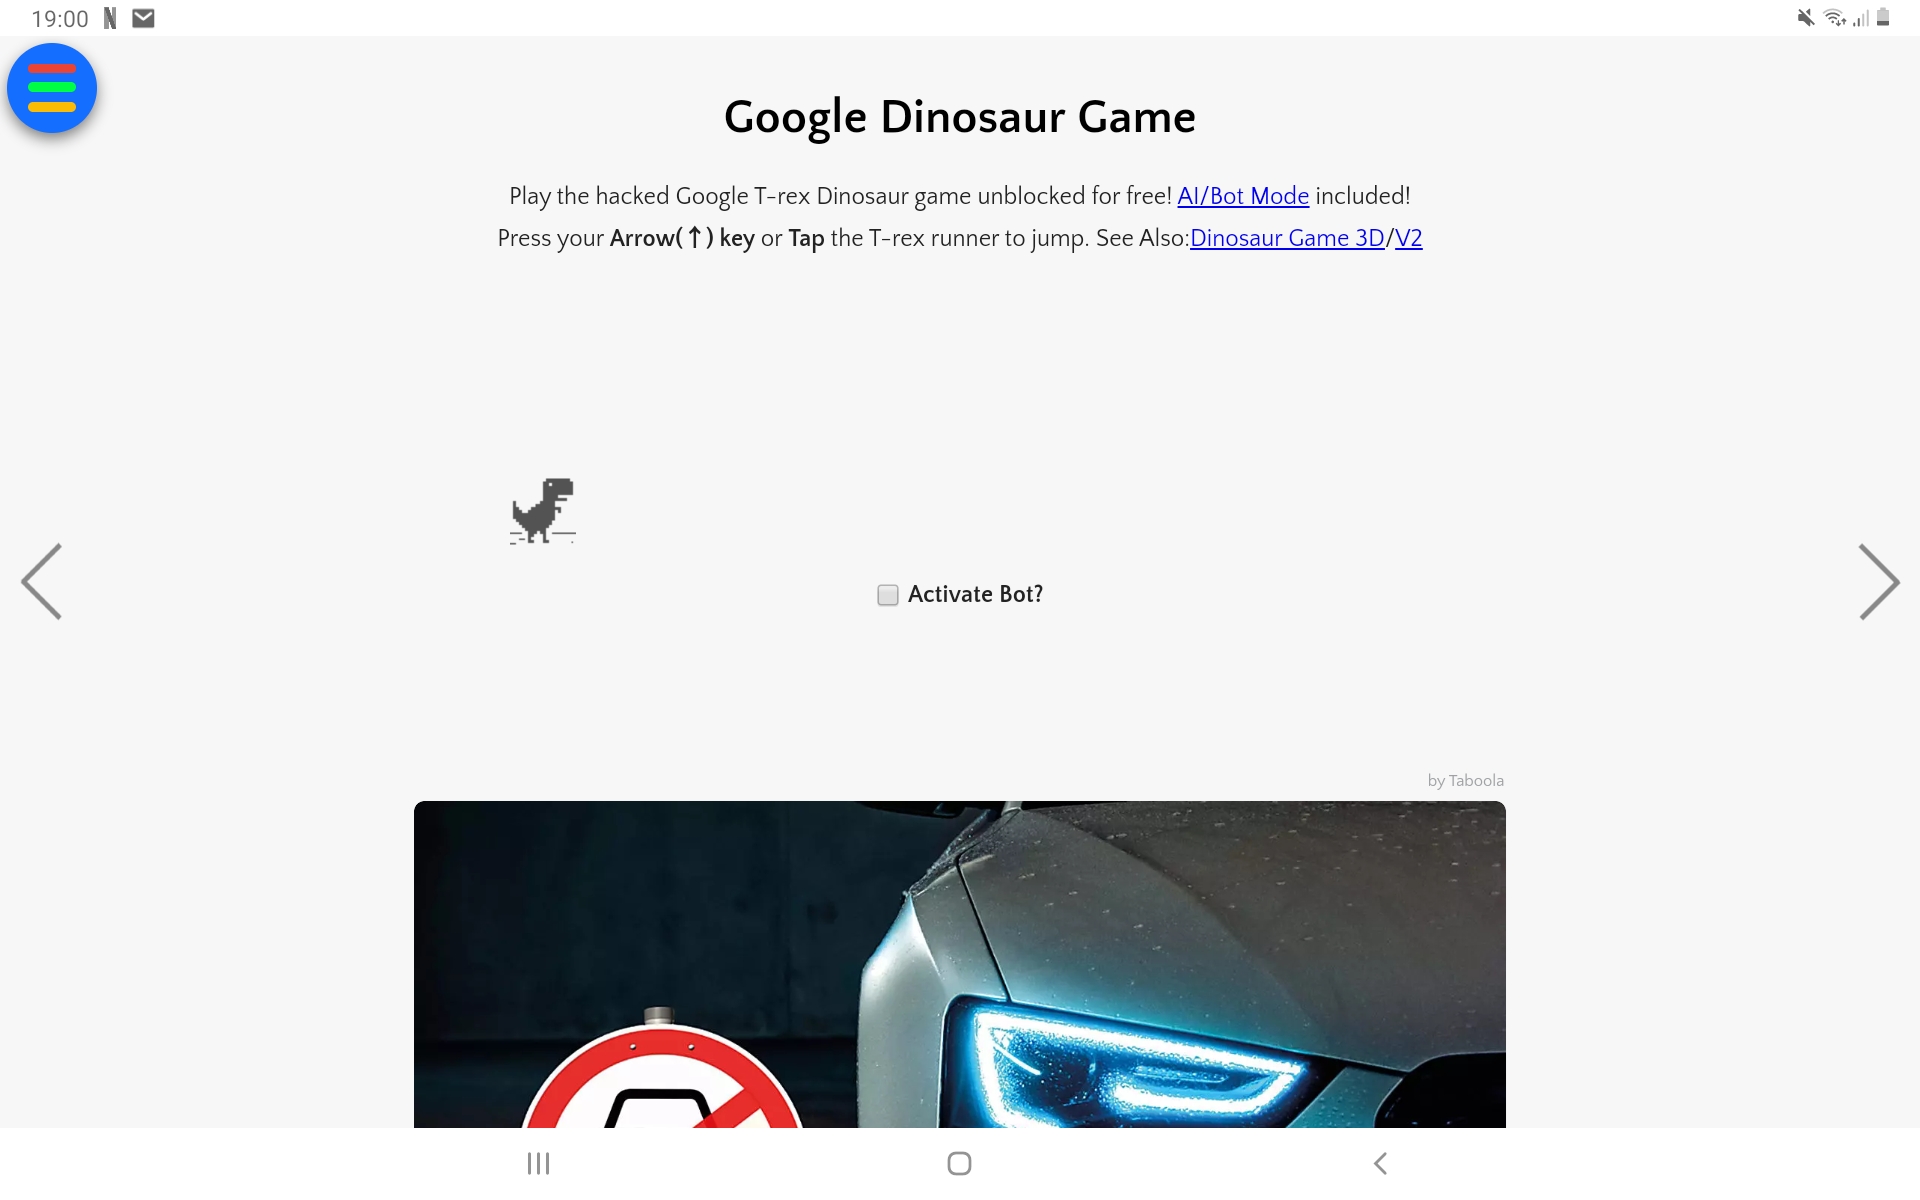 19:00
Google Dinosaur Game
Play the hacked Google T-rex Dinosaur game unblocked for free! AI/Bot Mode included!
Press your Arrow(↑) key or Tap the T-rex runner to jump. See Also:Dinosaur Game 3D/V2
Activate Bot?
by Taboola